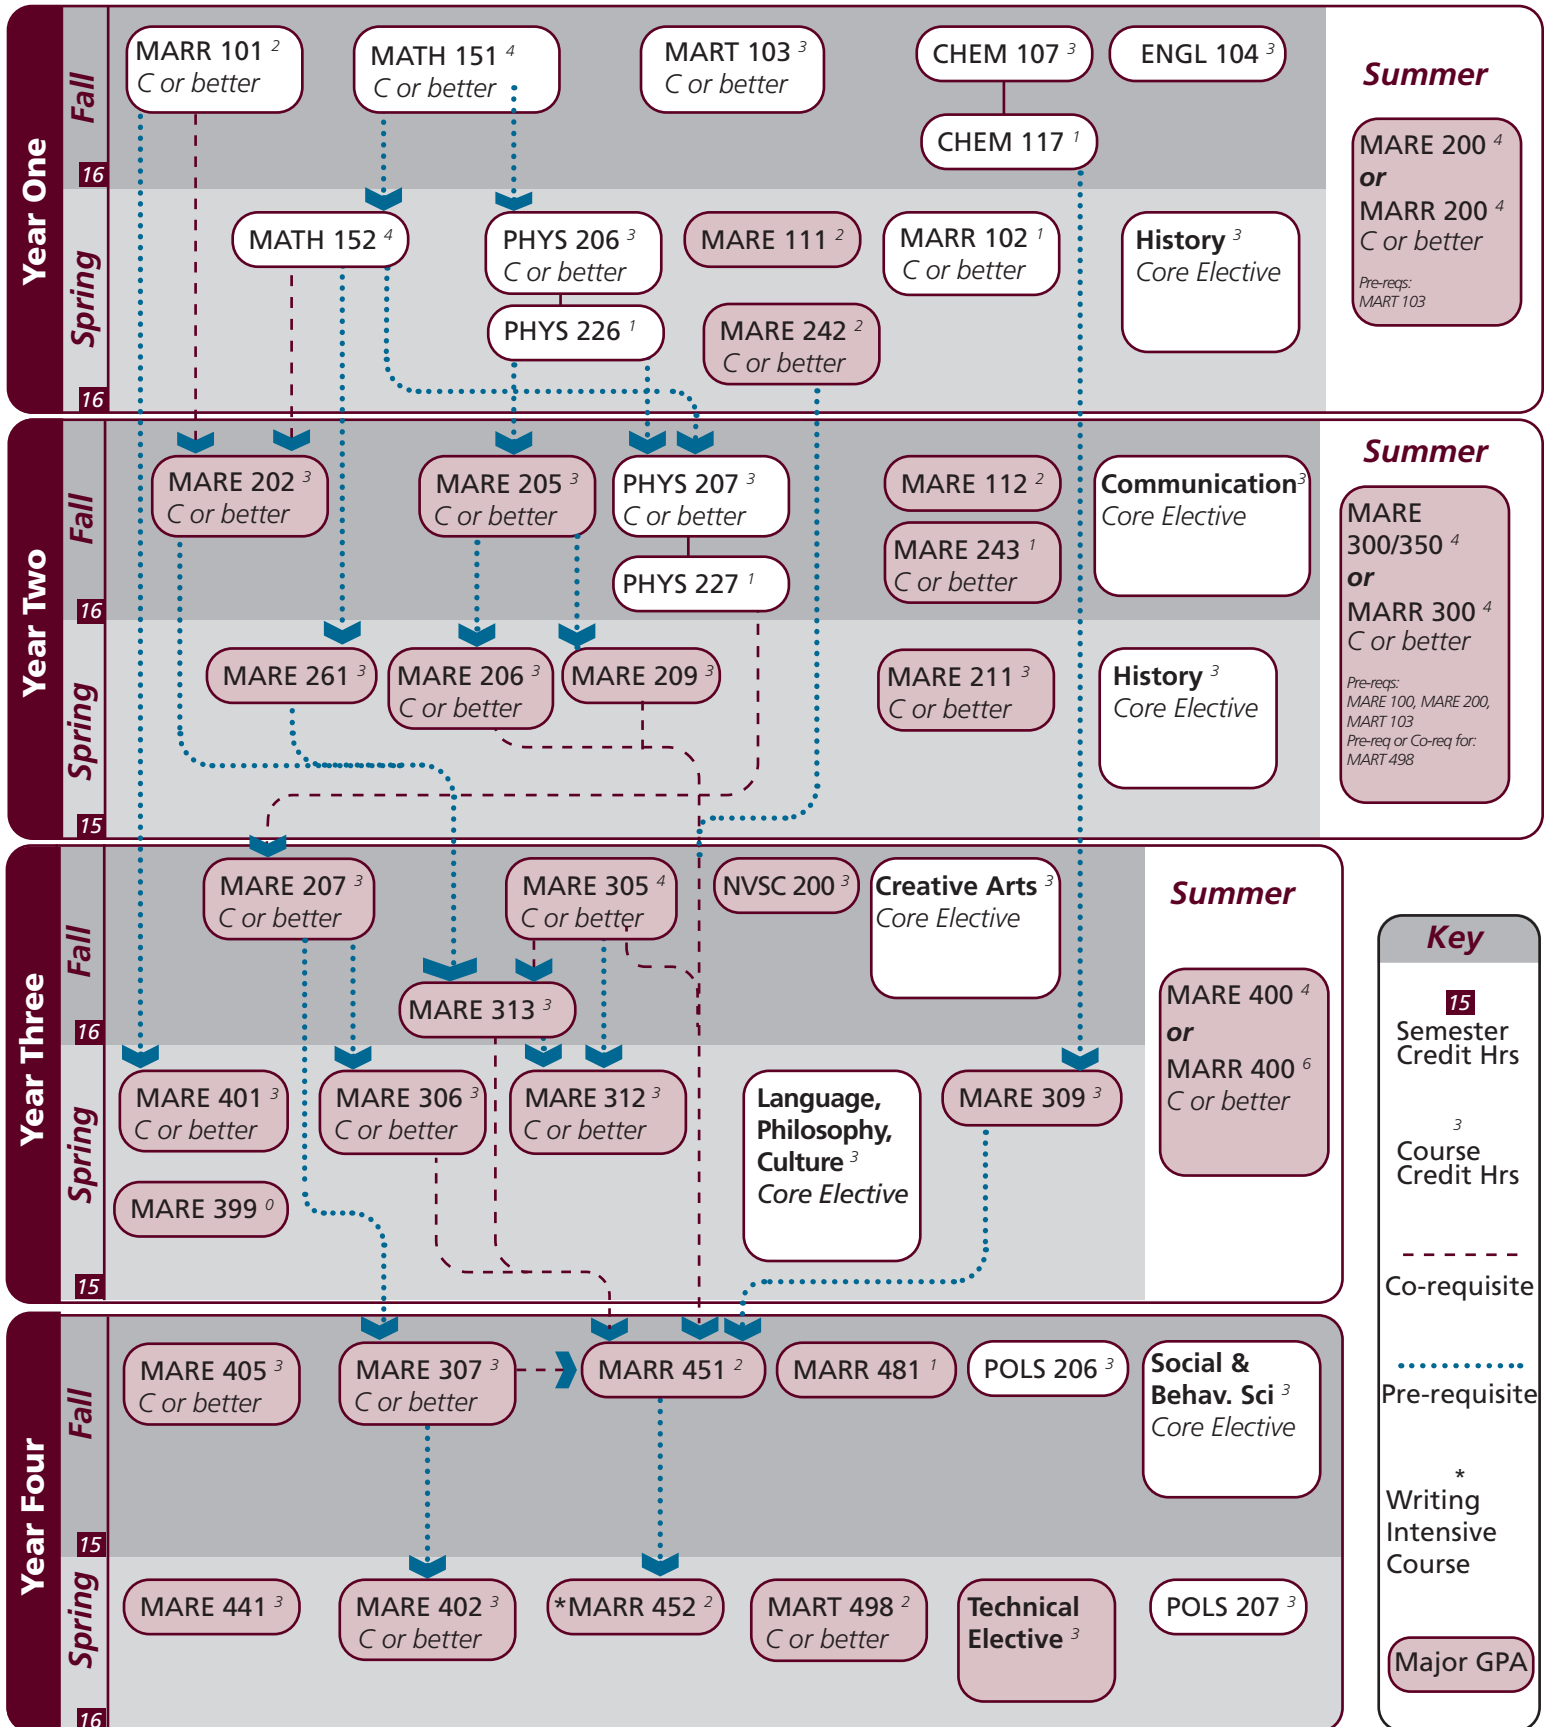 Year One
Fall
MARR 101 2
C or better
MATH 151 4
C or better
MART 103 3
C or better
CHEM 107 3
ENGL 104 3
CHEM 117 1
16
Summer
MARE 200 4
or
MARR 200 4
C or better
Pre-reqs:
MART 103
Spring
MATH 152 4
PHYS 206 3
C or better
PHYS 226 1
MARE 111 2
MARE 242 2
C or better
MARR 102 1
C or better
History 3
Core Elective
16
Year Two
Fall
MARE 202 3
C or better
MARE 205 3
C or better
PHYS 207 3
C or better
PHYS 227 1
MARE 112 2
MARE 243 1
C or better
Communication 3
Core Elective
16
Summer
MARE
300/350 4
or
MARR 300 4
C or better
Pre-reqs:
MARE 100, MARE 200,
MART 103
Pre-req or Co-req for:
MART 498
Spring
MARE 261 3
MARE 206 3
C or better
MARE 209 3
MARE 211 3
C or better
History 3
Core Elective
15
Year Three
Fall
MARE 207 3
C or better
MARE 305 4
C or better
NVSC 200 3
Creative Arts 3
Core Elective
MARE 313 3
16
Summer
MARE 400 4
or
MARR 400 6
C or better
Spring
MARE 401 3
C or better
MARE 306 3
C or better
MARE 312 3
C or better
Language,
Philosophy,
Culture 3
Core Elective
MARE 309 3
MARE 399 0
15
Year Four
Fall
MARE 405 3
C or better
MARE 307 3
C or better
MARR 451 2
MARR 481 1
POLS 206 3
Social &
Behav. Sci 3
Core Elective
15
Spring
MARE 441 3
MARE 402 3
C or better
*MARR 452 2
MART 498 2
C or better
Technical
Elective 3
POLS 207 3
16
Key
15
Semester
Credit Hrs
3
Course
Credit Hrs
Co-requisite
Pre-requisite
*
Writing
Intensive
Course
Major GPA